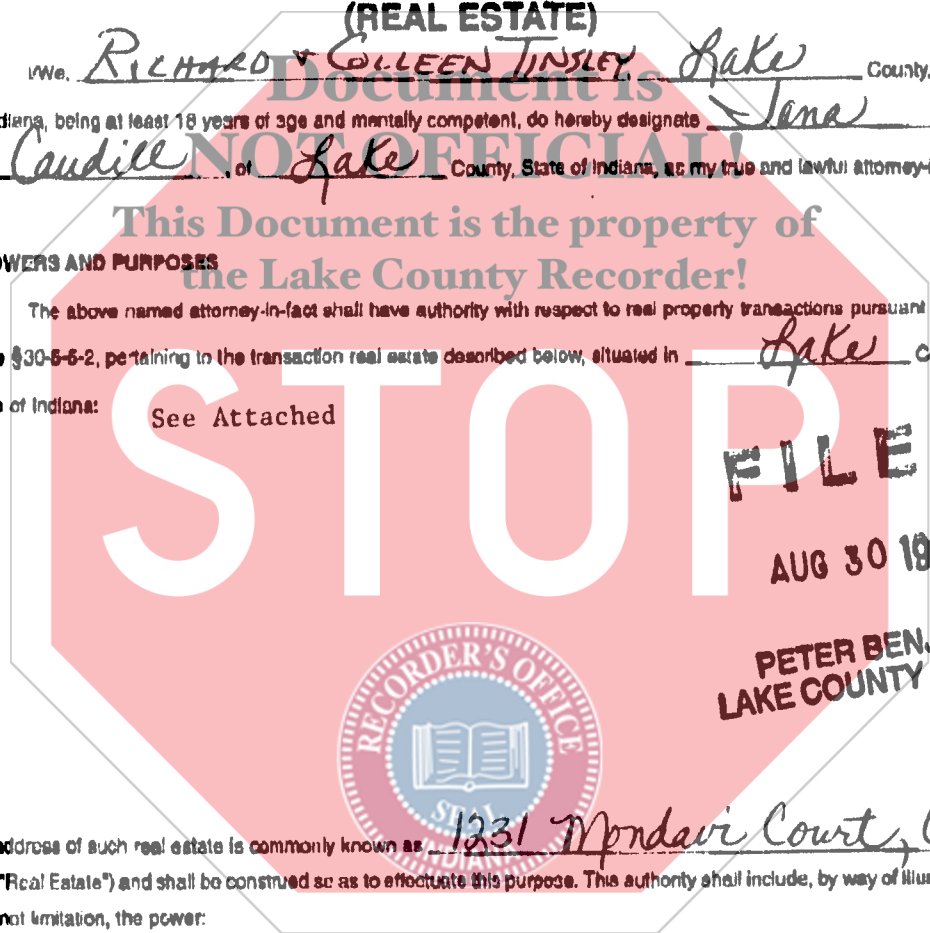 (REAL ESTATE)
I/We, RICHARD & COLLEEN TINSLEY, Lake County,
diana, being at least 18 years of age and mentally competent, do hereby designate Jana
Caudill, of Lake County, State of Indiana, as my true and lawful attorney-i
Document is
NOT OFFICIAL!
This Document is the property of
the Lake County Recorder!
OWERS AND PURPOSES
The above named attorney-in-fact shall have authority with respect to real property transactions pursuant
§30-5-5-2, pertaining to the transaction real estate described below, situated in Lake C
of Indiana: See Attached
STOP
FILE
AUG 30 19
PETER BENJ
LAKE COUNTY
RECORDER'S OFFICE
SEAL
INDIANA
address of such real estate is commonly known as 1231 Mondavi Court, C
"Real Estate") and shall be construed so as to effectuate this purpose. This authority shall include, by way of illus
not limitation, the power: